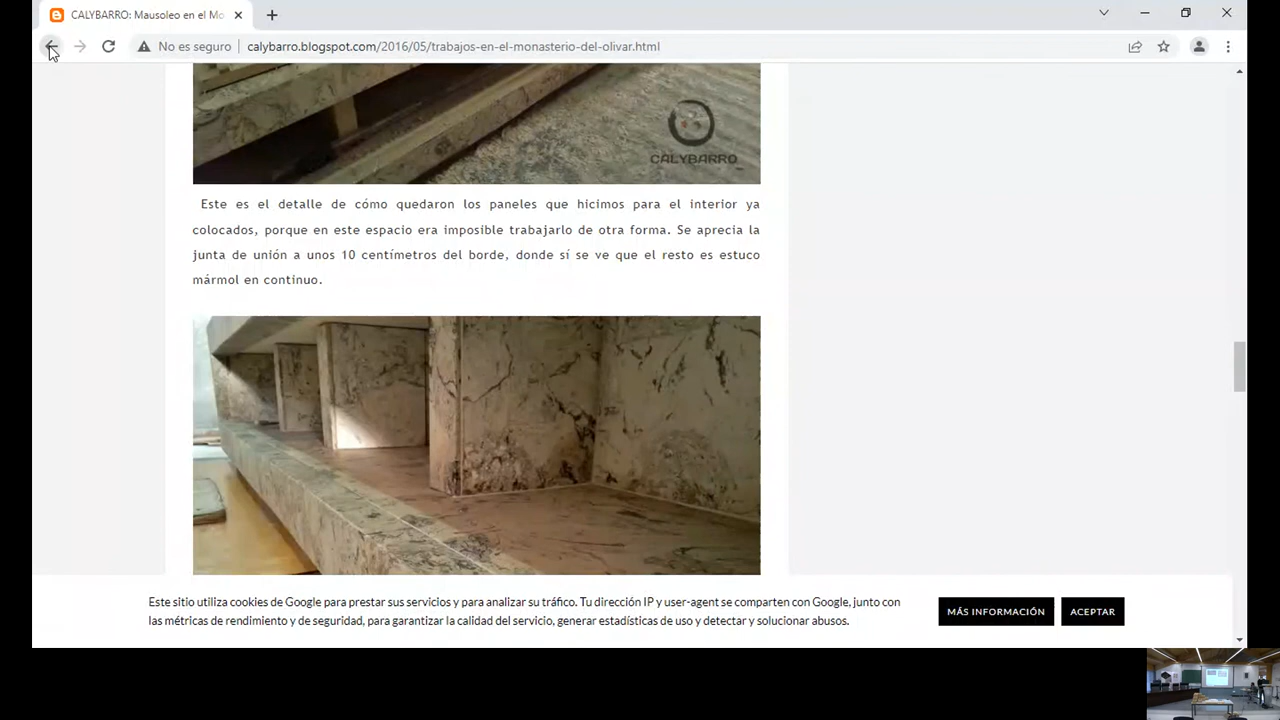 CALYBARRO: Mausoleo en el Mo
No es seguro
calybarro.blogspot.com/2016/05/trabajos-en-el-monasterio-del-olivar.html
CALYBARRO
Este es el detalle de cómo quedaron los paneles que hicimos para el interior ya
colocados, porque en este espacio era imposible trabajarlo de otra forma. Se aprecia la
junta de unión a unos 10 centímetros del borde, donde sí se ve que el resto es estuco
mármol en continuo.
Este sitio utiliza cookies de Google para prestar sus servicios y para analizar su tráfico. Tu dirección IP y user-agent se comparten con Google, junto con
las métricas de rendimiento y de seguridad, para garantizar la calidad del servicio, generar estadísticas de uso y detectar y solucionar abusos.
MÁS INFORMACIÓN
ACEPTAR